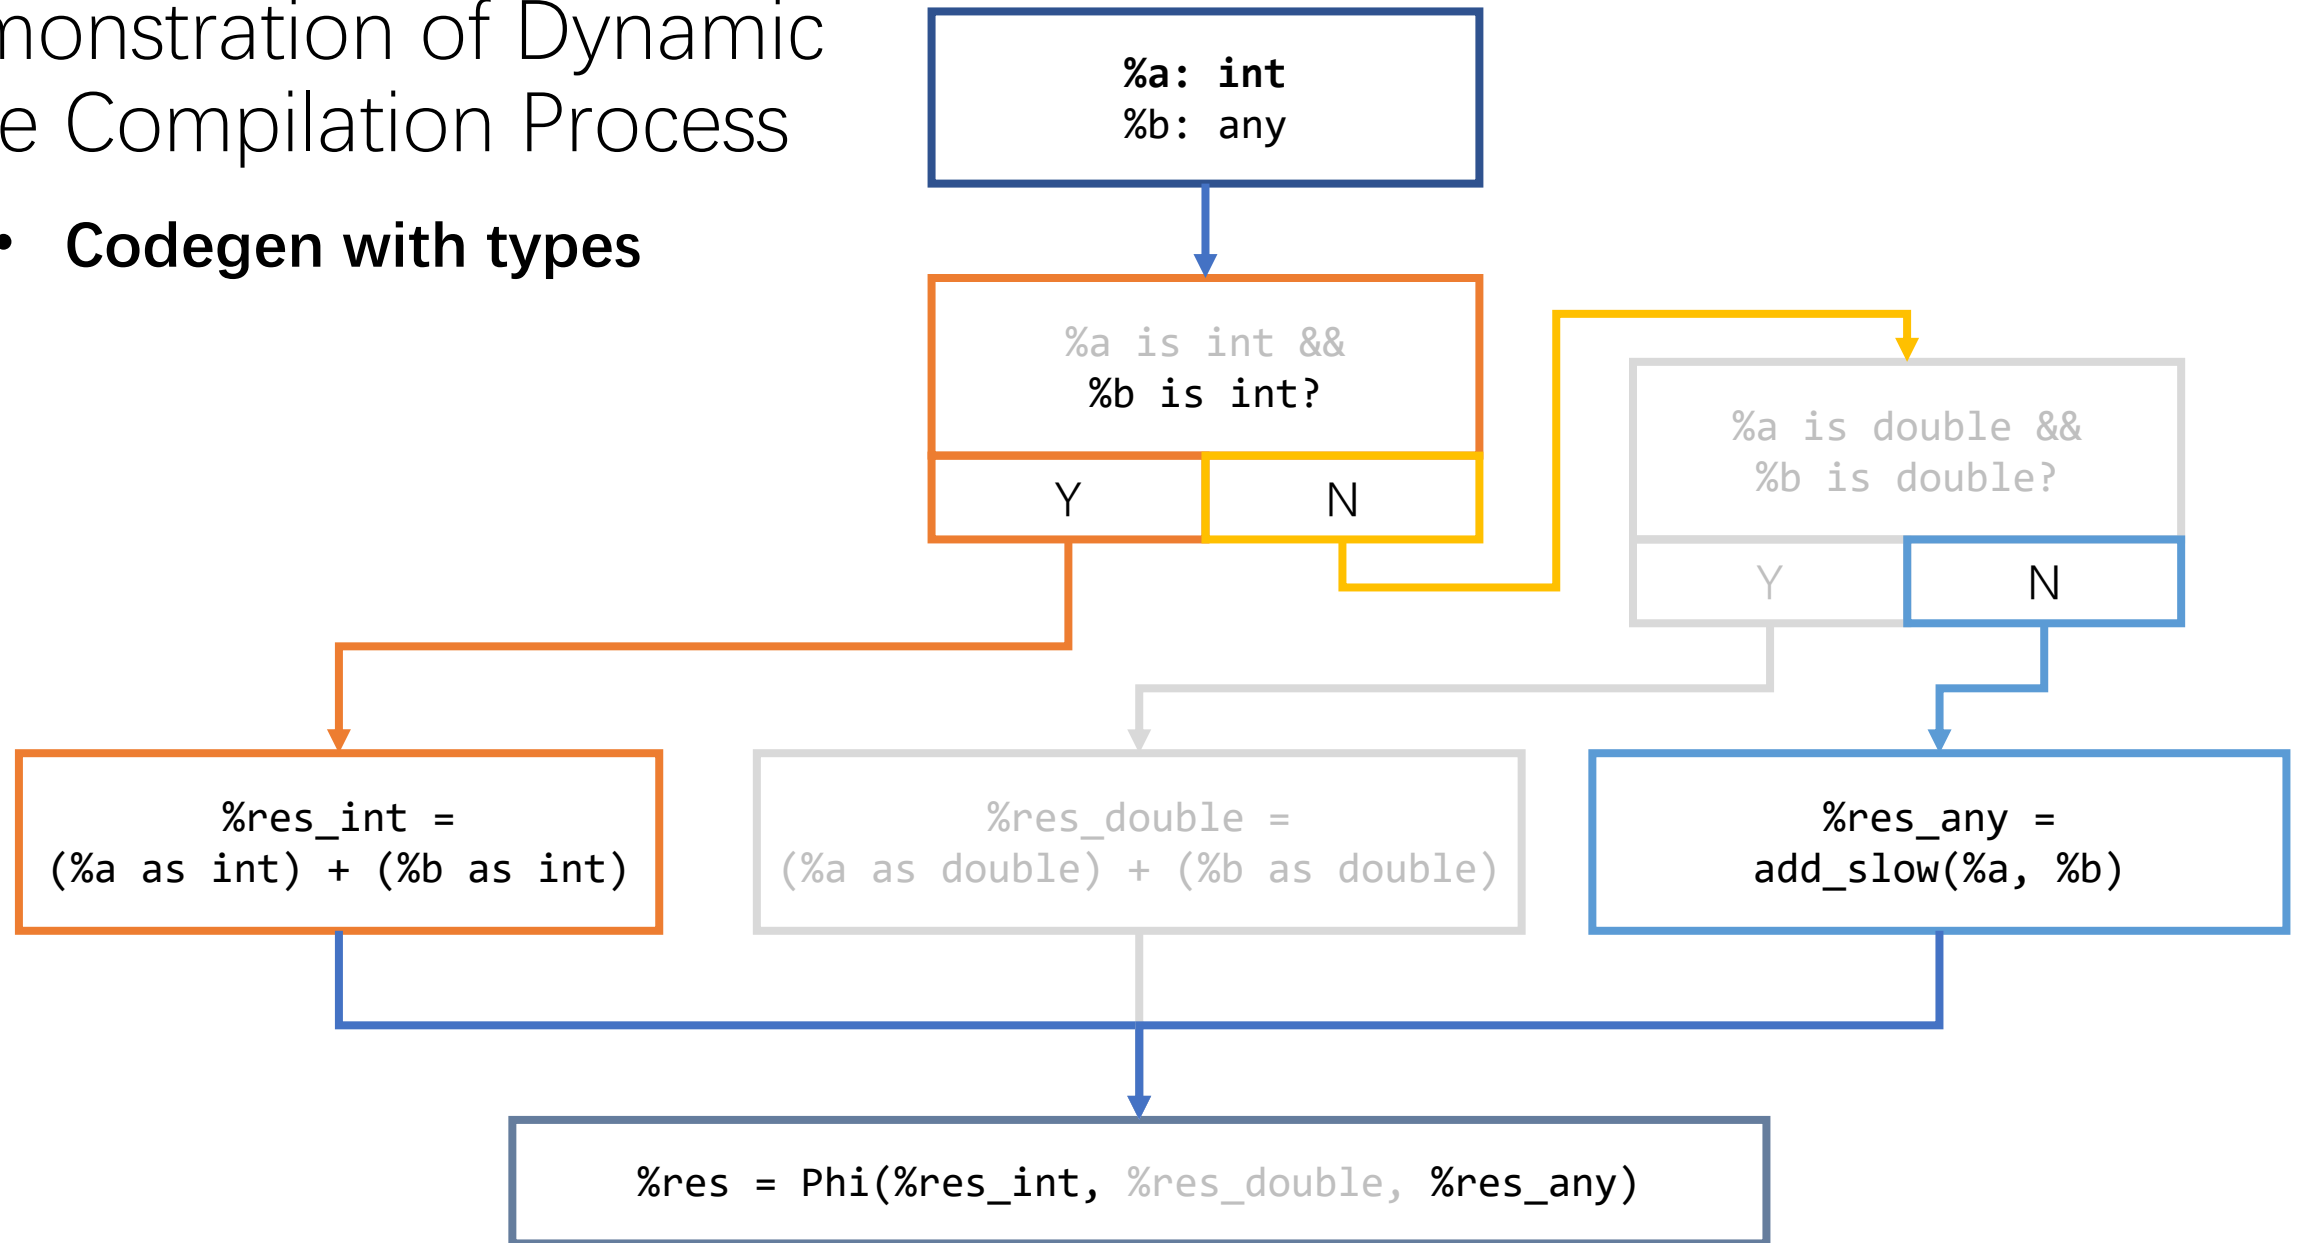 monstration of Dynamic
e Compilation Process
• Codegen with types
%a: int
%b: any
%a is int &&
%b is int?
Y
N
%a is double &&
%b is double?
Y
N
%res_int =
(%a as int) + (%b as int)
%res_double =
(%a as double) + (%b as double)
%res_any =
add_slow(%a, %b)
%res = Phi(%res_int, %res_double, %res_any)